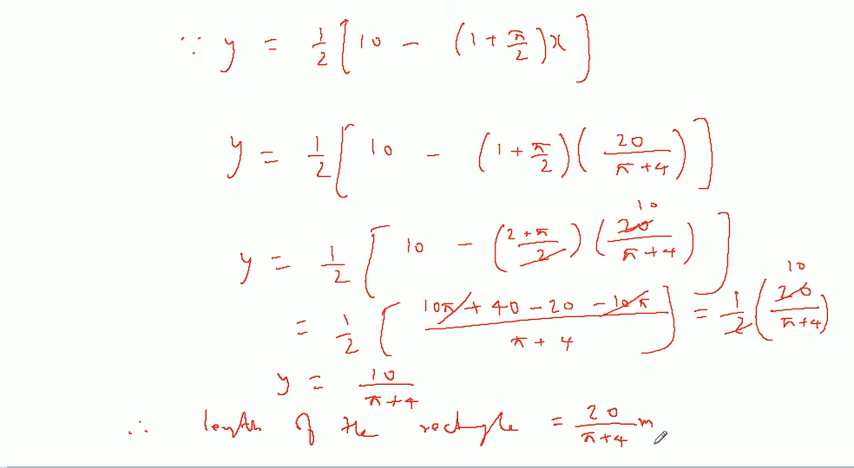 ∵ y = 1/2 [10 - (1 + π/2)x]
y = 1/2 [10 - (1 + π/2)(20/(π+4))]
y = 1/2 [10 - ((2+π)/2)(20/(π+4))] 10
= 1/2 [(10π + 40 - 20 - 10π)/(π + 4)] = 1/2 (20/(π+4)) 10
y = 10/(π+4)
∴ length of the rectangle = 20/(π+4) m